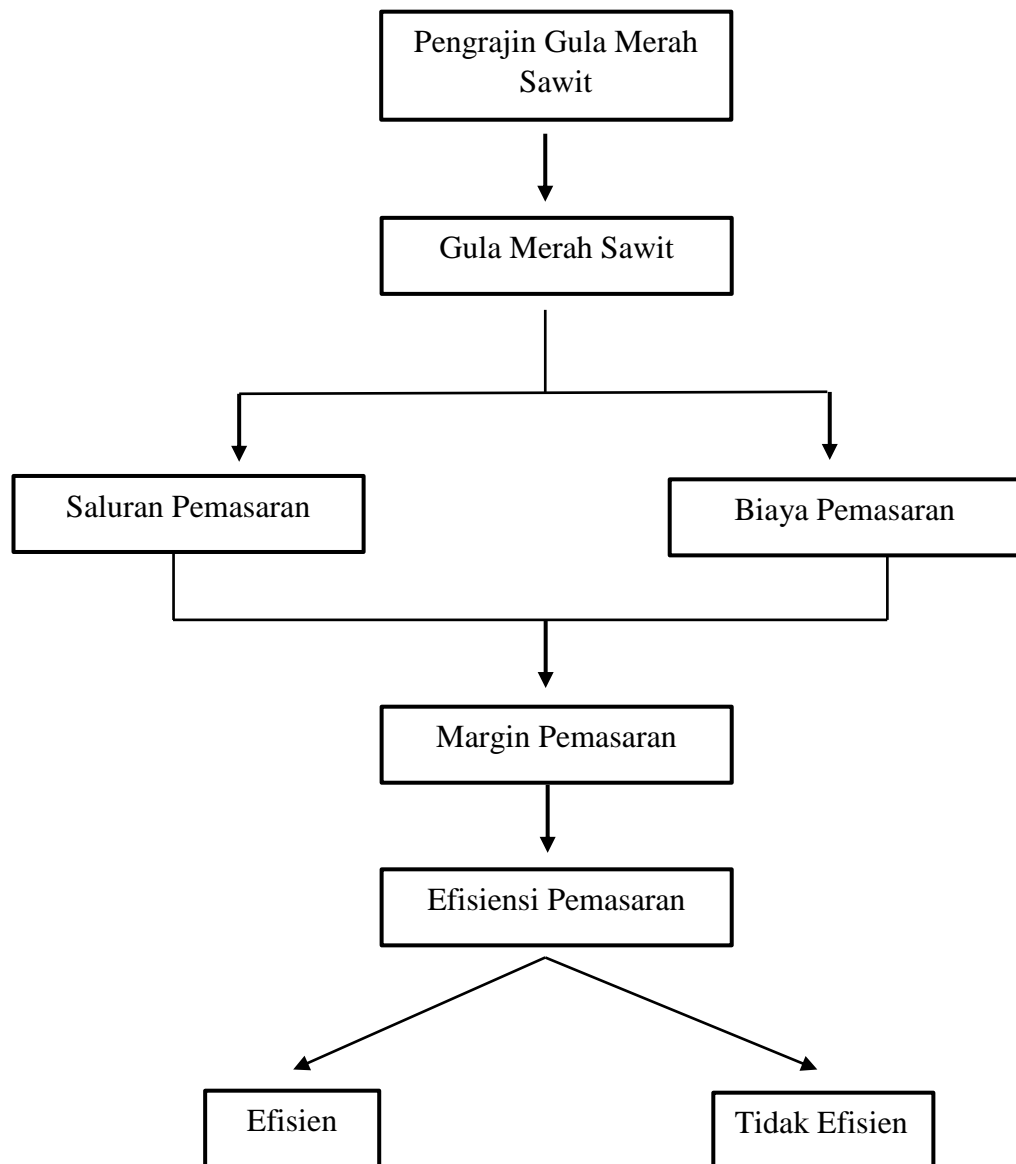 Pengrajin Gula Merah
Sawit
Gula Merah Sawit
Saluran Pemasaran
Biaya Pemasaran
Margin Pemasaran
Efisiensi Pemasaran
Efisien
Tidak Efisien